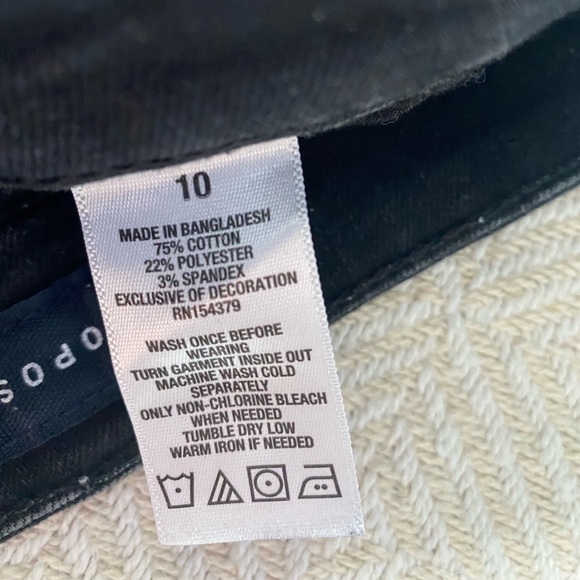 10
MADE IN BANGLADESH
75% COTTON
22% POLYESTER
3% SPANDEX
EXCLUSIVE OF DECORATION
RN154379
WASH ONCE BEFORE
WEARING
TURN GARMENT INSIDE OUT
MACHINE WASH COLD
SEPARATELY
ONLY NON-CHLORINE BLEACH
WHEN NEEDED
TUMBLE DRY LOW
WARM IRON IF NEEDED
OPOS